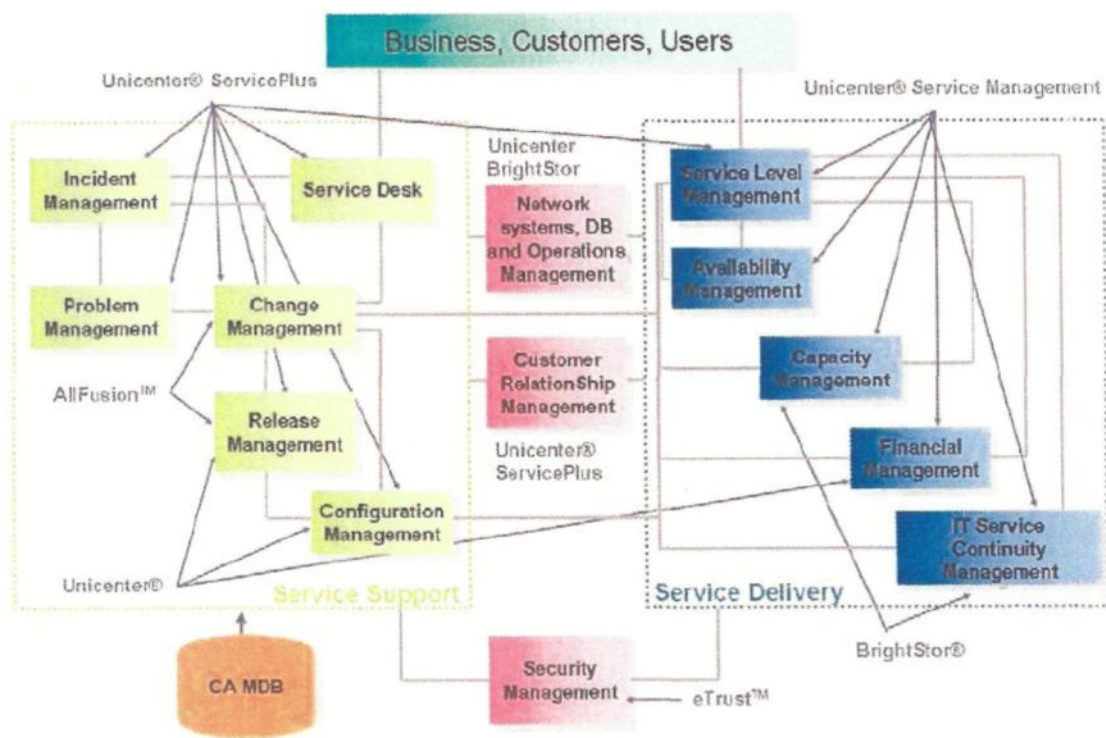 Business, Customers, Users
Unicenter® ServicePlus
Unicenter® Service Management
Unicenter
BrightStor
Incident
Management
Service Desk
Network
systems, DB
and Operations
Management
Service Level
Management
Availability
Management
Problem
Management
Change
Management
Customer
RelationShip
Management
Capacity
Management
AllFusion™
Release
Management
Unicenter®
ServicePlus
Financial
Management
Configuration
Management
IT Service
Continuity
Management
Unicenter®
Service Support
Service Delivery
BrightStor®
CA MDB
Security
Management
eTrust™